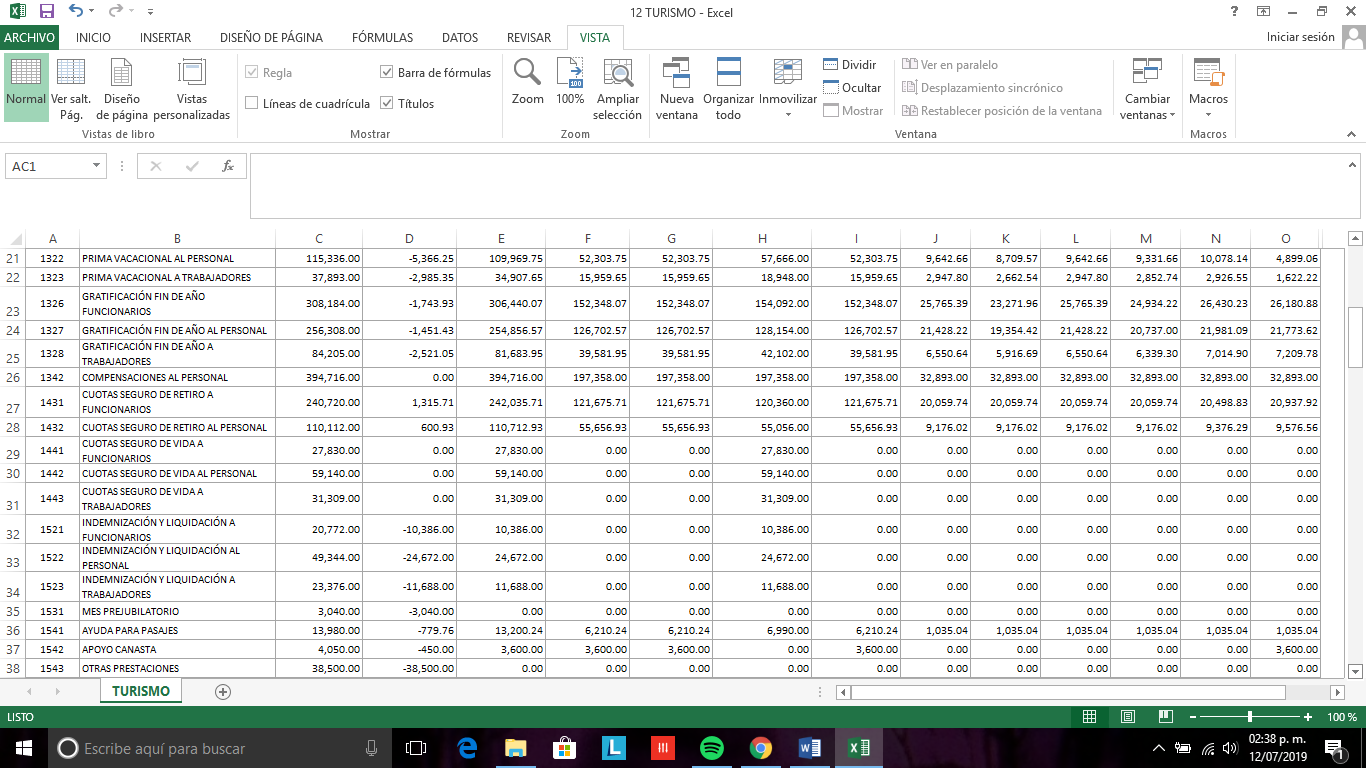 12 TURISMO - Excel
ARCHIVO INICIO INSERTAR DISEÑO DE PÁGINA FÓRMULAS DATOS REVISAR VISTA Iniciar sesión
Normal Ver salt. Pág. Diseño de página Vistas personalizadas
Vistas de libro
Regla Barra de fórmulas
Líneas de cuadrícula Títulos
Mostrar
Zoom 100% Ampliar selección
Zoom
Nueva ventana Organizar todo Inmovilizar
Dividir Ver en paralelo
Ocultar Desplazamiento sincrónico
Mostrar Restablecer posición de la ventana
Cambiar ventanas
Ventana
Macros
Macros
AC1 fx
A B C D E F G H I J K L M N O
21 1322 PRIMA VACACIONAL AL PERSONAL 115,336.00 -5,366.25 109,969.75 52,303.75 52,303.75 57,666.00 52,303.75 9,642.66 8,709.57 9,642.66 9,331.66 10,078.14 4,899.06
22 1323 PRIMA VACACIONAL A TRABAJADORES 37,893.00 -2,985.35 34,907.65 15,959.65 15,959.65 18,948.00 15,959.65 2,947.80 2,662.54 2,947.80 2,852.74 2,926.55 1,622.22
23 1326 GRATIFICACIÓN FIN DE AÑO FUNCIONARIOS 308,184.00 -1,743.93 306,440.07 152,348.07 152,348.07 154,092.00 152,348.07 25,765.39 23,271.96 25,765.39 24,934.22 26,430.23 26,180.88
24 1327 GRATIFICACIÓN FIN DE AÑO AL PERSONAL 256,308.00 -1,451.43 254,856.57 126,702.57 126,702.57 128,154.00 126,702.57 21,428.22 19,354.42 21,428.22 20,737.00 21,981.09 21,773.62
25 1328 GRATIFICACIÓN FIN DE AÑO A TRABAJADORES 84,205.00 -2,521.05 81,683.95 39,581.95 39,581.95 42,102.00 39,581.95 6,550.64 5,916.69 6,550.64 6,339.30 7,014.90 7,209.78
26 1342 COMPENSACIONES AL PERSONAL 394,716.00 0.00 394,716.00 197,358.00 197,358.00 197,358.00 197,358.00 32,893.00 32,893.00 32,893.00 32,893.00 32,893.00 32,893.00
27 1431 CUOTAS SEGURO DE RETIRO A FUNCIONARIOS 240,720.00 1,315.71 242,035.71 121,675.71 121,675.71 120,360.00 121,675.71 20,059.74 20,059.74 20,059.74 20,059.74 20,498.83 20,937.92
28 1432 CUOTAS SEGURO DE RETIRO AL PERSONAL 110,112.00 600.93 110,712.93 55,656.93 55,656.93 55,056.00 55,656.93 9,176.02 9,176.02 9,176.02 9,176.02 9,376.29 9,576.56
29 1441 CUOTAS SEGURO DE VIDA A FUNCIONARIOS 27,830.00 0.00 27,830.00 0.00 0.00 27,830.00 0.00 0.00 0.00 0.00 0.00 0.00 0.00
30 1442 CUOTAS SEGURO DE VIDA AL PERSONAL 59,140.00 0.00 59,140.00 0.00 0.00 59,140.00 0.00 0.00 0.00 0.00 0.00 0.00 0.00
31 1443 CUOTAS SEGURO DE VIDA A TRABAJADORES 31,309.00 0.00 31,309.00 0.00 0.00 31,309.00 0.00 0.00 0.00 0.00 0.00 0.00 0.00
32 1521 INDEMNIZACIÓN Y LIQUIDACIÓN A FUNCIONARIOS 20,772.00 -10,386.00 10,386.00 0.00 0.00 10,386.00 0.00 0.00 0.00 0.00 0.00 0.00 0.00
33 1522 INDEMNIZACIÓN Y LIQUIDACIÓN AL PERSONAL 49,344.00 -24,672.00 24,672.00 0.00 0.00 24,672.00 0.00 0.00 0.00 0.00 0.00 0.00 0.00
34 1523 INDEMNIZACIÓN Y LIQUIDACIÓN A TRABAJADORES 23,376.00 -11,688.00 11,688.00 0.00 0.00 11,688.00 0.00 0.00 0.00 0.00 0.00 0.00 0.00
35 1531 MES PREJUBILATORIO 3,040.00 -3,040.00 0.00 0.00 0.00 0.00 0.00 0.00 0.00 0.00 0.00 0.00 0.00
36 1541 AYUDA PARA PASAJES 13,980.00 -779.76 13,200.24 6,210.24 6,210.24 6,990.00 6,210.24 1,035.04 1,035.04 1,035.04 1,035.04 1,035.04 1,035.04
37 1542 APOYO CANASTA 4,050.00 -450.00 3,600.00 3,600.00 3,600.00 0.00 3,600.00 0.00 0.00 0.00 0.00 0.00 3,600.00
38 1543 OTRAS PRESTACIONES 38,500.00 -38,500.00 0.00 0.00 0.00 0.00 0.00 0.00 0.00 0.00 0.00 0.00 0.00
TURISMO
LISTO 100 %
Escribe aquí para buscar
02:38 p. m.
12/07/2019